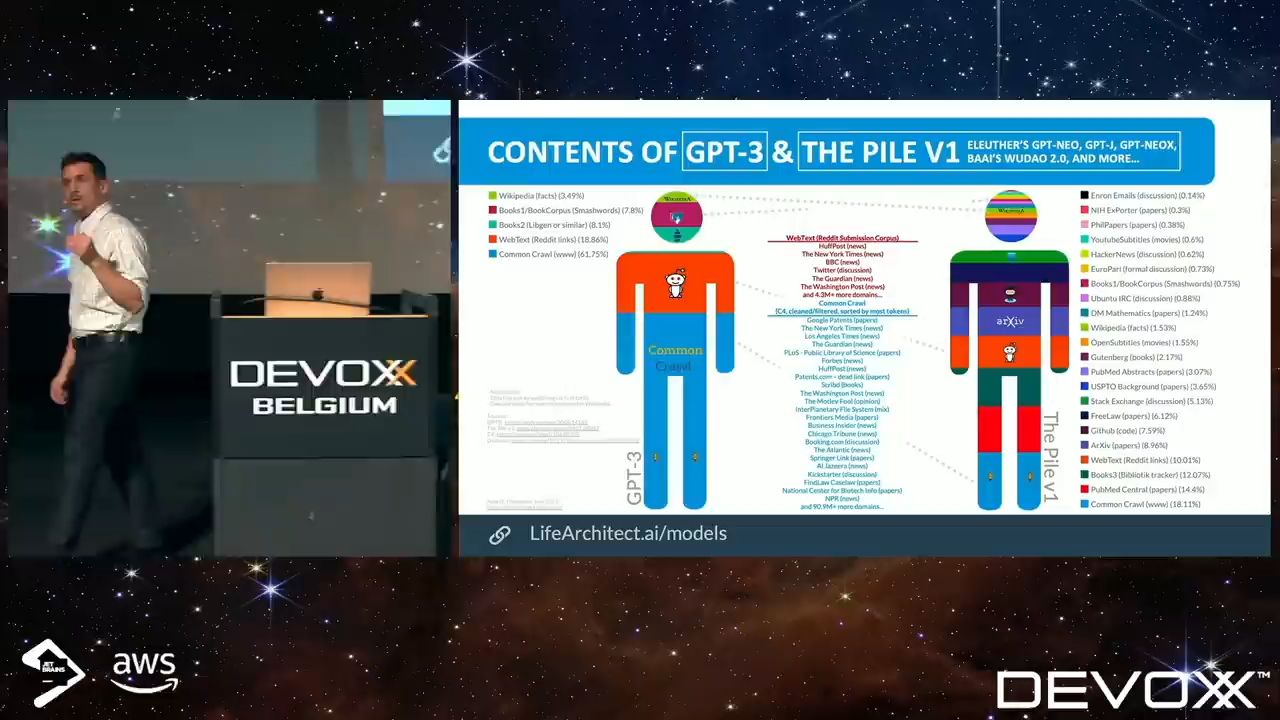 CONTENTS OF GPT-3 & THE PILE V1
ELEUTHER'S GPT-NEO, GPT-J, GPT-NEOX,
BAAI'S WUDAO 2.0, AND MORE...
Wikipedia (facts) (3.49%)
Books1/BookCorpus (Smashwords) (7.8%)
Books2 (Libgen or similar) (8.1%)
WebText (Reddit links) (18.86%)
Common Crawl (www) (61.75%)
WIKIPEDIA
Common
Crawl
GPT-3
WebText (Reddit Submission Corpus)
HuffPost (news)
The New York Times (news)
BBC (news)
Twitter (discussion)
The Guardian (news)
The Washington Post (news)
and 4.3M+ more domains...
Common Crawl
(C4, cleaned/filtered, sorted by most tokens)
Google Patents (papers)
The New York Times (news)
Los Angeles Times (news)
The Guardian (news)
PLoS - Public Library of Science (papers)
Forbes (news)
HuffPost (news)
Patents.com - dead link (papers)
Scribd (books)
The Washington Post (news)
The Motley Fool (opinion)
InterPlanetary File System (mix)
Frontiers Media (papers)
Business Insider (news)
Chicago Tribune (news)
Booking.com (discussion)
The Atlantic (news)
Springer Link (papers)
Al Jazeera (news)
Kickstarter (discussion)
FindLaw Caselaw (papers)
National Center for Biotech Info (papers)
NPR (news)
and 90.9M+ more domains...
WIKIPEDIA
arXiv
The Pile v1
Enron Emails (discussion) (0.14%)
NIH ExPorter (papers) (0.3%)
PhilPapers (papers) (0.38%)
YoutubeSubtitles (movies) (0.6%)
HackerNews (discussion) (0.62%)
EuroParl (formal discussion) (0.73%)
Books1/BookCorpus (Smashwords) (0.75%)
Ubuntu IRC (discussion) (0.88%)
DM Mathematics (papers) (1.24%)
Wikipedia (facts) (1.53%)
OpenSubtitles (movies) (1.55%)
Gutenberg (books) (2.17%)
PubMed Abstracts (papers) (3.07%)
USPTO Background (papers) (3.65%)
Stack Exchange (discussion) (5.13%)
FreeLaw (papers) (6.12%)
Github (code) (7.59%)
ArXiv (papers) (8.96%)
WebText (Reddit links) (10.01%)
Books3 (Bibliotik tracker) (12.07%)
PubMed Central (papers) (14.4%)
Common Crawl (www) (18.11%)
LifeArchitect.ai/models
DEVOXX
BELGIUM
JET
BRAINS
aws
DEVOXX™